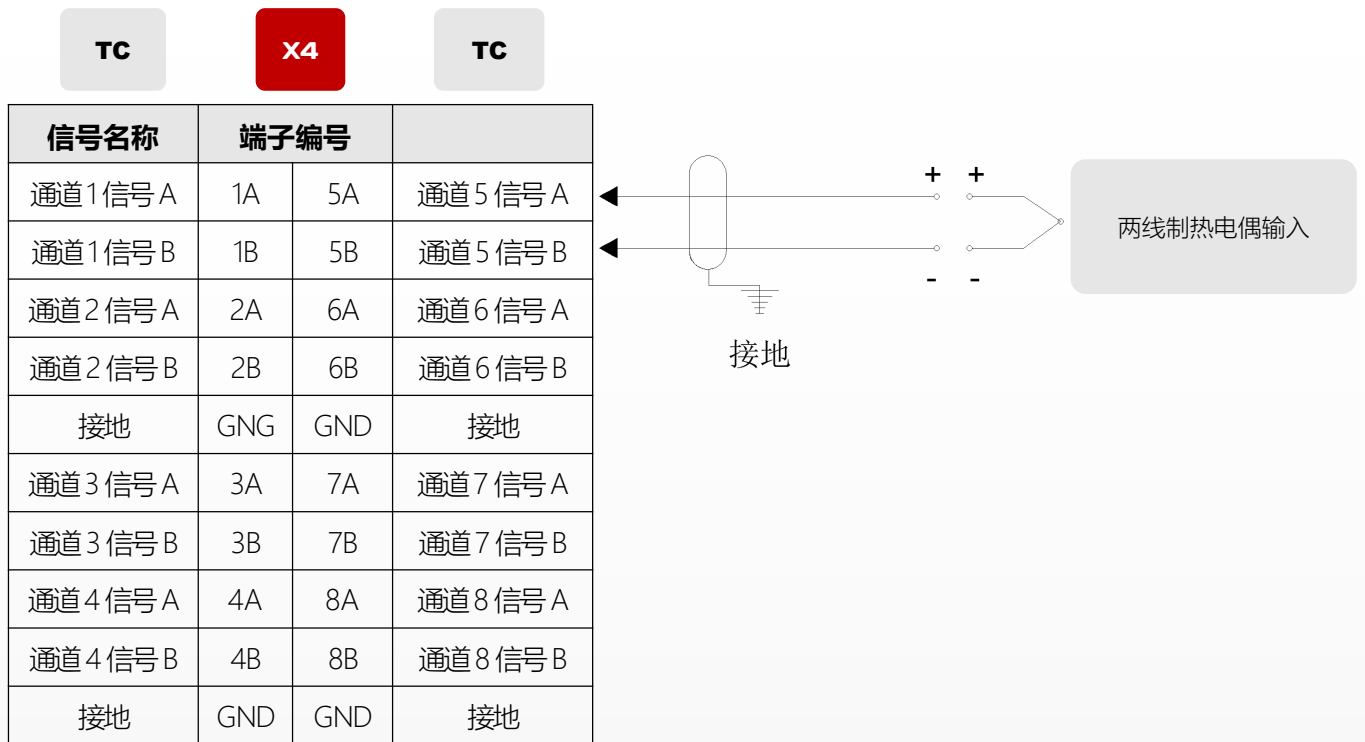 TC X4 TC
信号名称 端子编号
通道1信号A 1A 5A 通道5信号A
通道1信号B 1B 5B 通道5信号B
通道2信号A 2A 6A 通道6信号A
通道2信号B 2B 6B 通道6信号B
接地 GNG GND 接地
通道3信号A 3A 7A 通道7信号A
通道3信号B 3B 7B 通道7信号B
通道4信号A 4A 8A 通道8信号A
通道4信号B 4B 8B 通道8信号B
接地 GND GND 接地
+ +
- -
接地
两线制热电偶输入